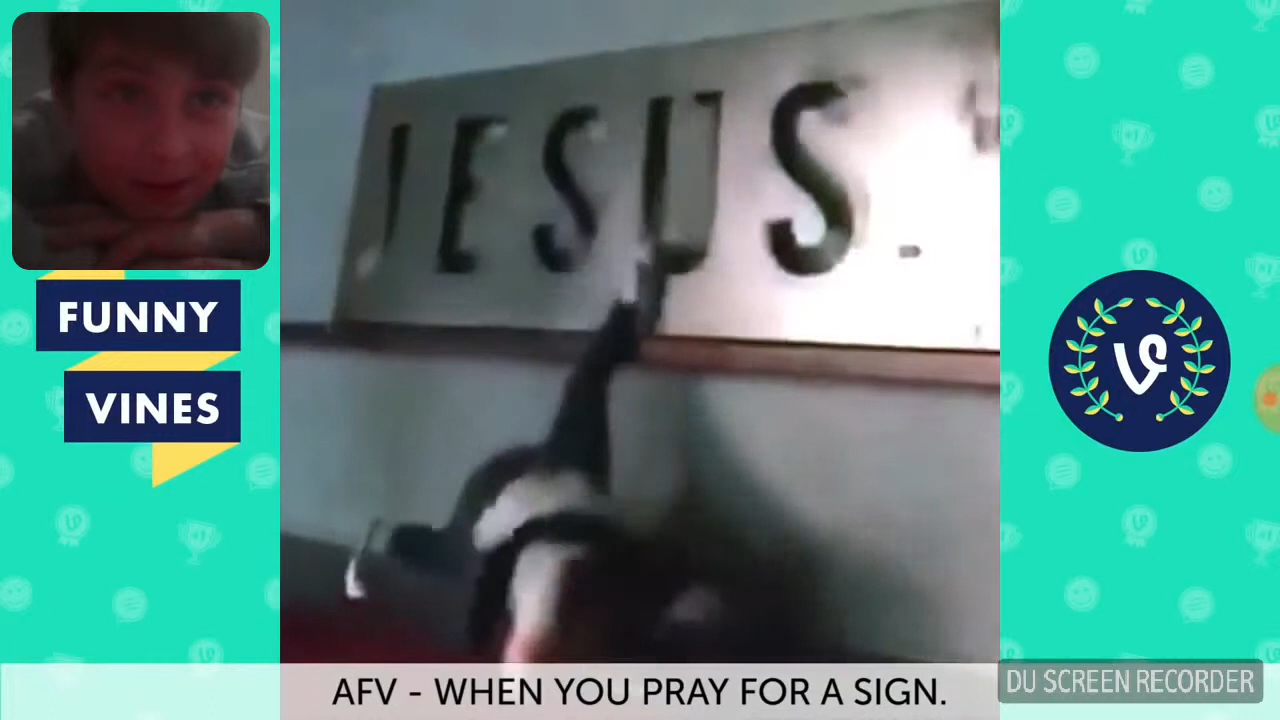 JESUS
FUNNY
VINES
AFV - WHEN YOU PRAY FOR A SIGN.
DU SCREEN RECORDER